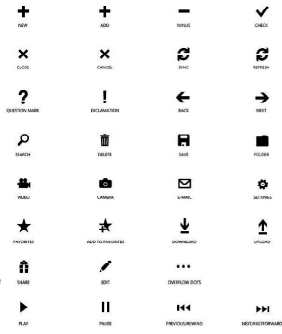 NEW ADD MINUS CHECK
CLOSE CANCEL SYNC REFRESH
QUESTION MARK EXCLAMATION BACK NEXT
SEARCH DELETE SAVE FOLDER
VIDEO CAMERA E-MAIL SETTINGS
FAVORITES ADD TO FAVORITES DOWNLOAD UPLOAD
SHARE EDIT OVERFLOW DOTS
PLAY PAUSE PREVIOUS/REWIND NEXT/FASTFORWARD